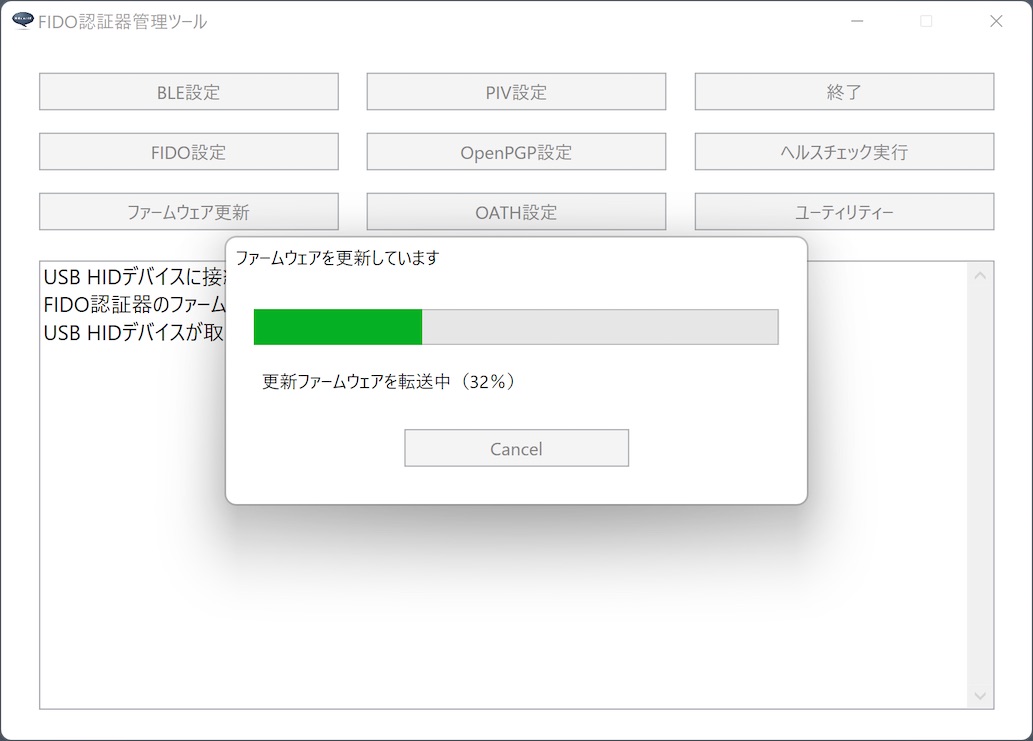 FIDO認証器管理ツール
BLE設定
PIV設定
終了
FIDO設定
OpenPGP設定
ヘルスチェック実行
ファームウェア更新
OATH設定
ユーティリティー
USB HIDデバイスに接
FIDO認証器のファーム
USB HIDデバイスが取
ファームウェアを更新しています
更新ファームウェアを転送中（32%）
Cancel